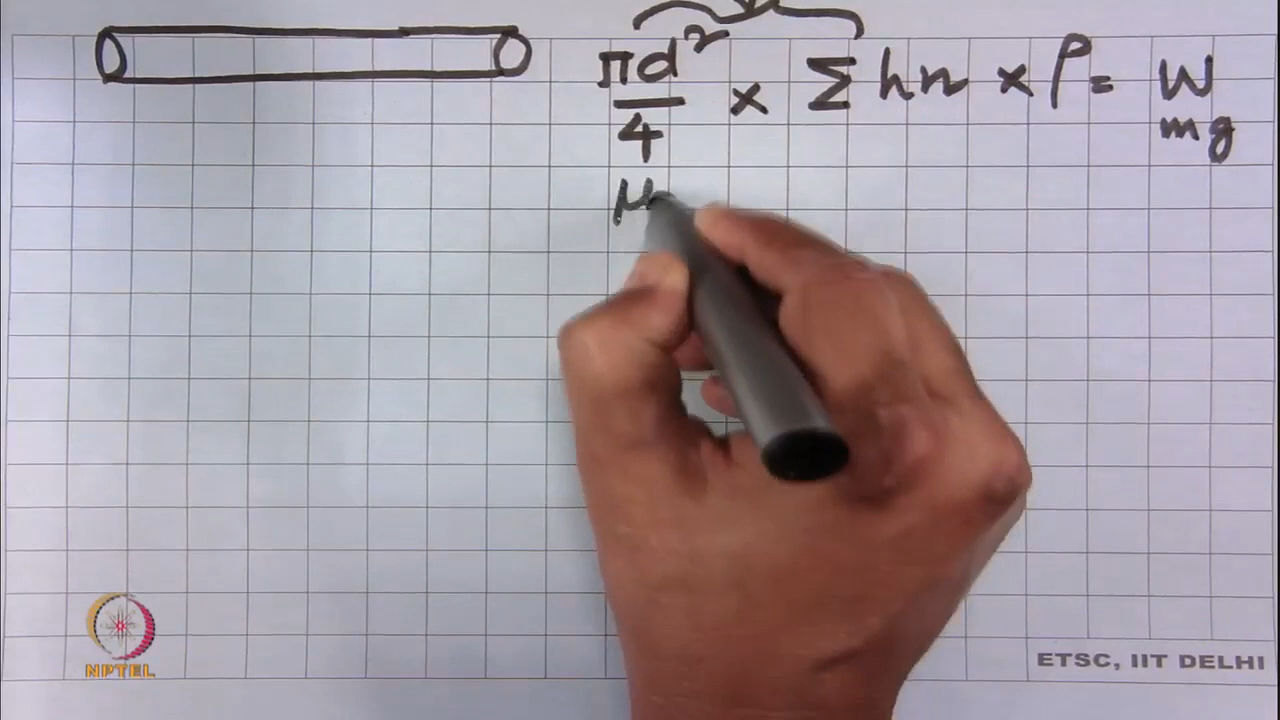 πd²/4 × Σhn × ρ = W
mg
μ
NPTEL
ETSC, IIT DELHI